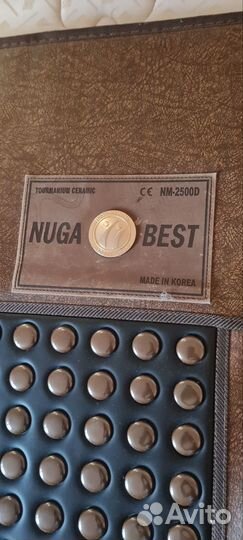 TOURMANIUM CERAMIC CE NM-2500D
NUGA BEST
MADE IN KOREA
Avito